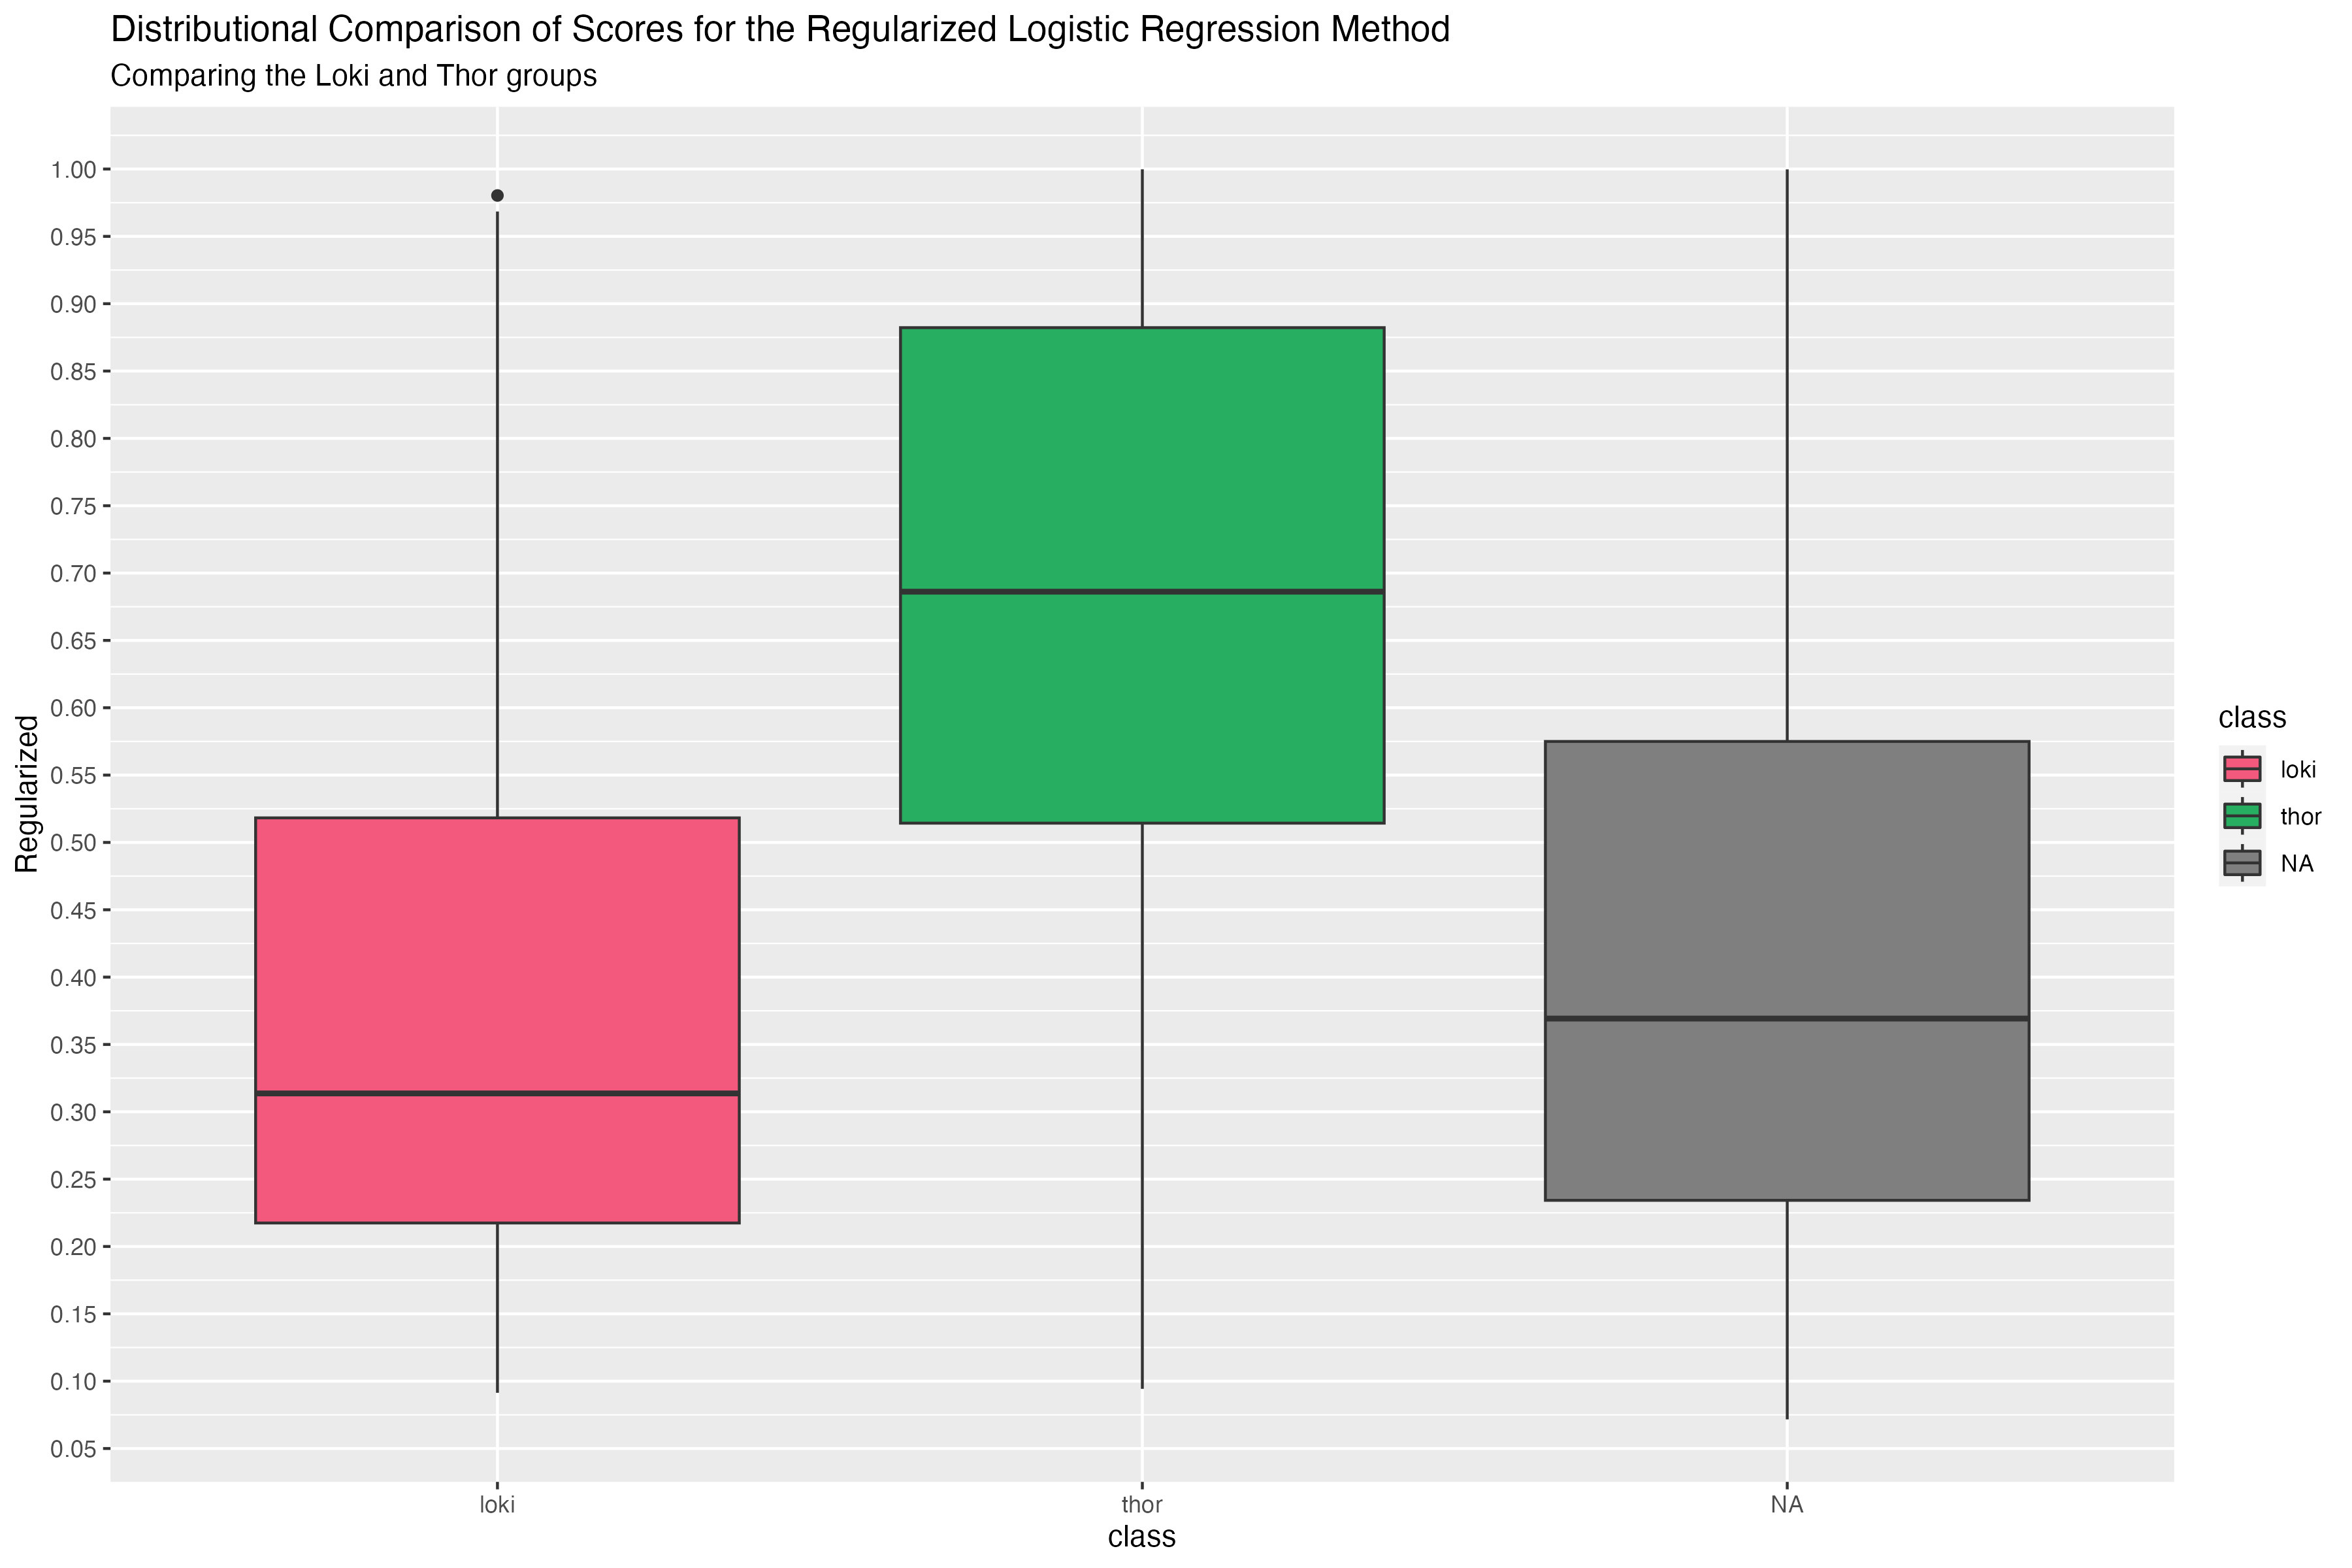 Distributional Comparison of Scores for the Regularized Logistic Regression Method
Comparing the Loki and Thor groups
1.00
0.95
0.90
0.85
0.80
0.75
0.70
0.65
0.60
0.55
0.50
0.45
0.40
0.35
0.30
0.25
0.20
0.15
0.10
0.05
Regularized
loki
thor
NA
class
class
loki
thor
NA